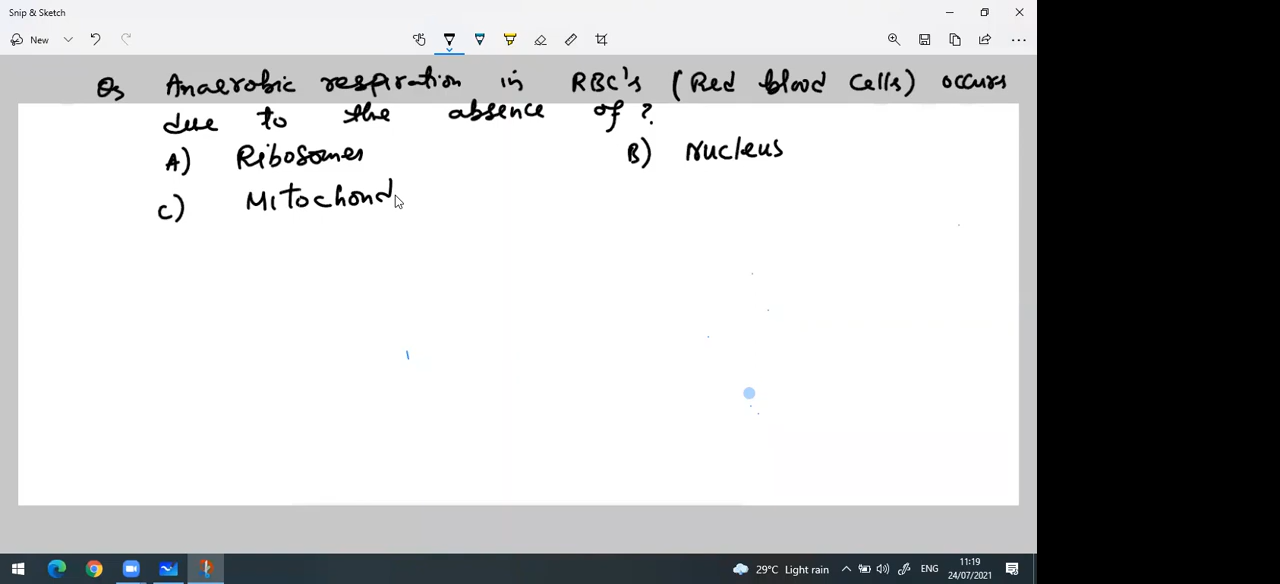 Snip & Sketch
New
Qs Anaerobic respiration in RBC's (Red blood cells) occurs
due to the absence of ?
A) Ribosomes B) Nucleus
C) Mitochond
29°C Light rain ENG 11:19
24/07/2021